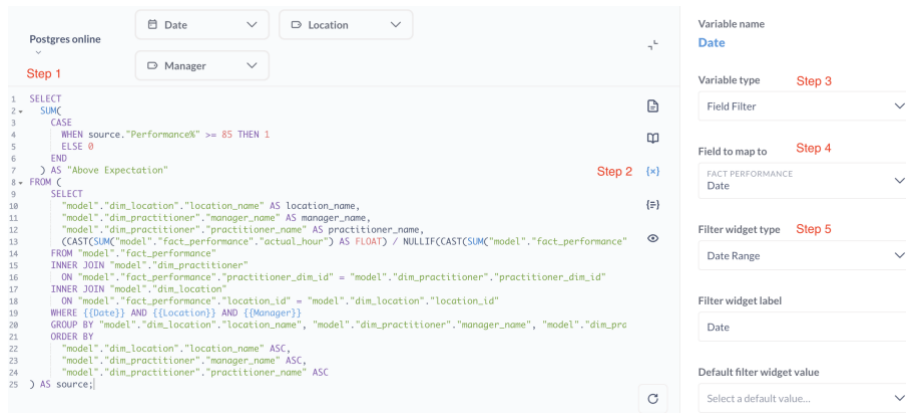 Date
Location
Postgres online
Manager
Step 1
1 SELECT
2 SUM(
3 CASE
4 WHEN source."Performance%" >= 85 THEN 1
5 ELSE 0
6 END
7 ) AS "Above Expectation"
8 FROM (
9 SELECT
10 "model"."dim_location"."location_name" AS location_name,
11 "model"."dim_practitioner"."manager_name" AS manager_name,
12 "model"."dim_practitioner"."practitioner_name" AS practitioner_name,
13 (CAST(SUM("model"."fact_performance"."actual_hour") AS FLOAT) / NULLIF(CAST(SUM("model"."fact_performance"
14 FROM "model"."fact_performance"
15 INNER JOIN "model"."dim_practitioner"
16 ON "model"."fact_performance"."practitioner_dim_id" = "model"."dim_practitioner"."practitioner_dim_id"
17 INNER JOIN "model"."dim_location"
18 ON "model"."fact_performance"."location_id" = "model"."dim_location"."location_id"
19 WHERE {{Date}} AND {{Location}} AND {{Manager}}
20 GROUP BY "model"."dim_location"."location_name", "model"."dim_practitioner"."manager_name", "model"."dim_pra
21 ORDER BY
22 "model"."dim_location"."location_name" ASC,
23 "model"."dim_practitioner"."manager_name" ASC,
24 "model"."dim_practitioner"."practitioner_name" ASC
25 ) AS source;
Step 2 {x}
Variable name
Date
Variable type Step 3
Field Filter
Field to map to Step 4
FACT PERFORMANCE
Date
Filter widget type Step 5
Date Range
Filter widget label
Date
Default filter widget value
Select a default value...